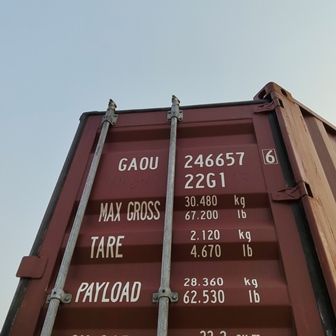 GAOU 246657 6
22G1
MAX GROSS 30.480 kg
67.200 lb
TARE 2.120 kg
4.670 lb
PAYLOAD 28.360 kg
62.530 lb